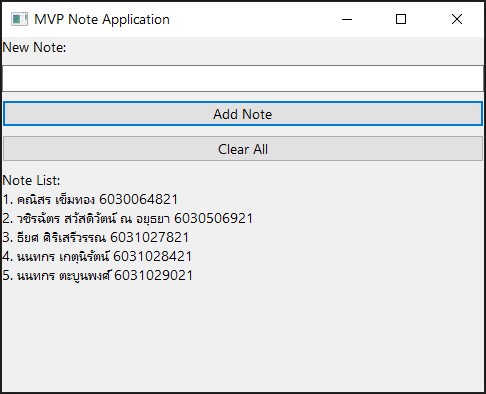 MVP Note Application
New Note:
Add Note
Clear All
Note List:
1. คณิสร เข็มทอง 6030064821
2. วชิรฉัตร สวัสดิวัตน์ ณ อยุธยา 6030506921
3. ธียศ ศิริเสรีวรรณ 6031027821
4. นนทกร เกตุนิรัตน์ 6031028421
5. นนทกร ตะบูนพงศ์ 6031029021